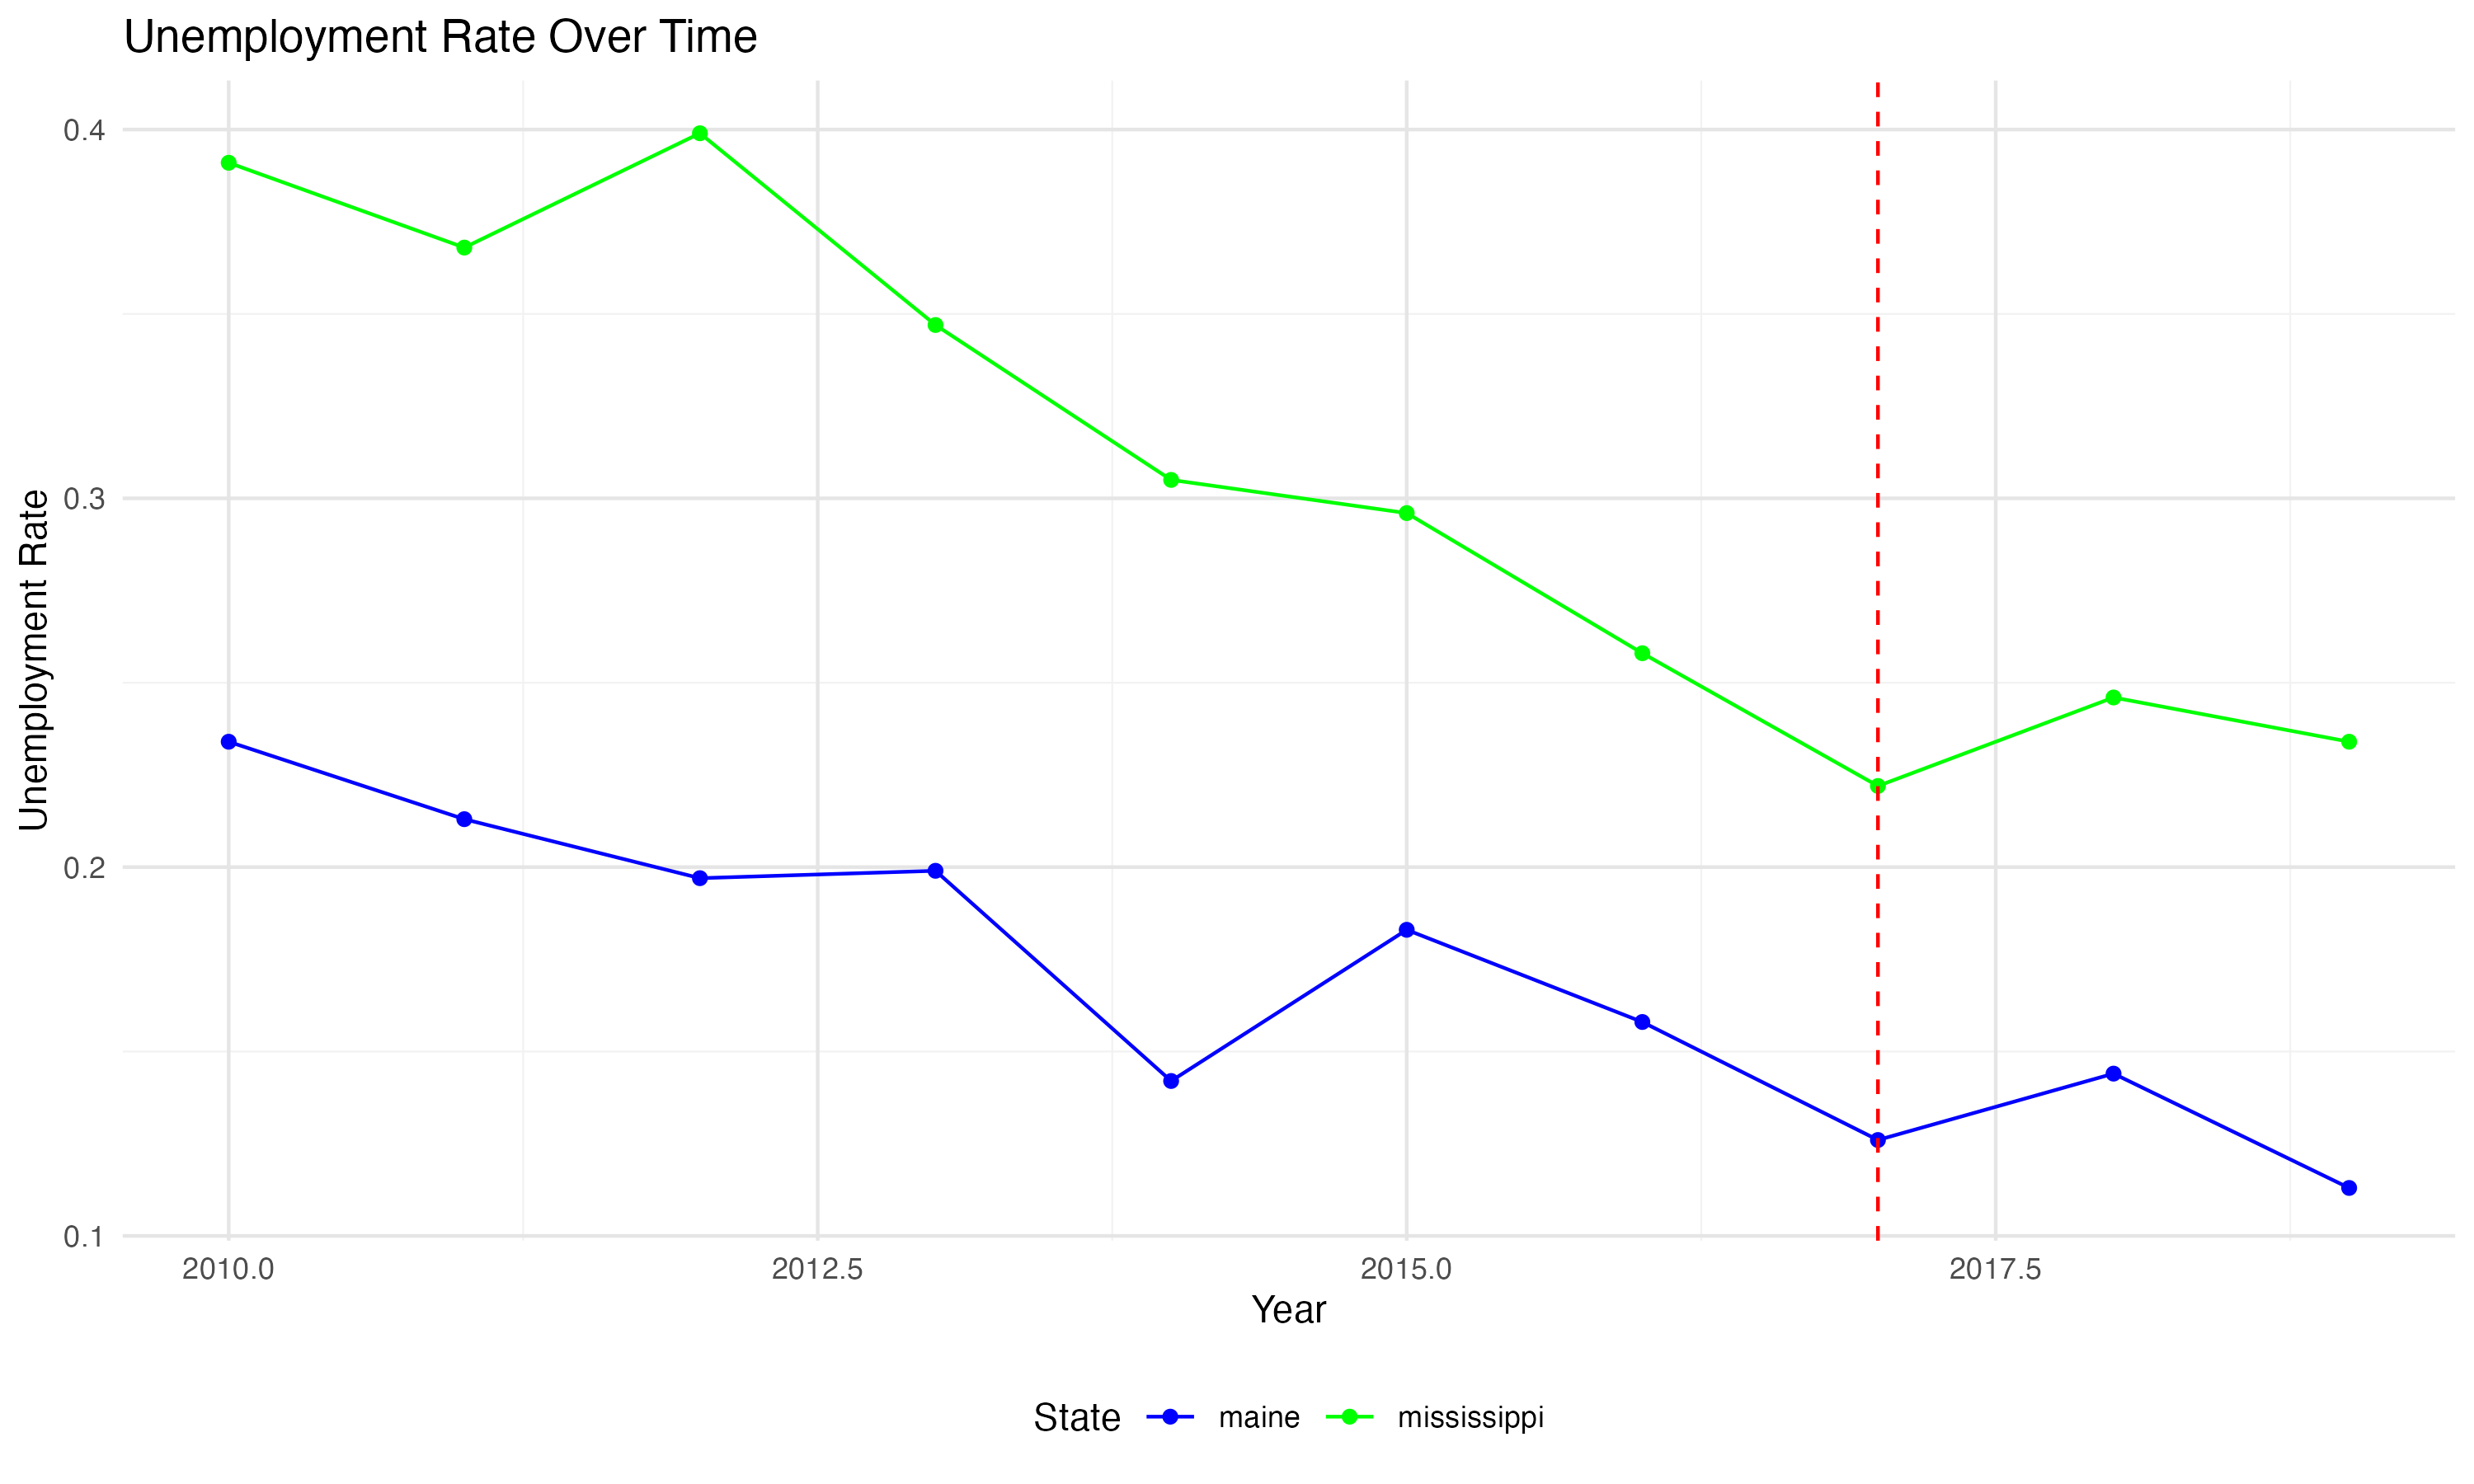 Unemployment Rate Over Time
Unemployment Rate
0.4
0.3
0.2
0.1
2010.0 2012.5 2015.0 2017.5
Year
State maine mississippi